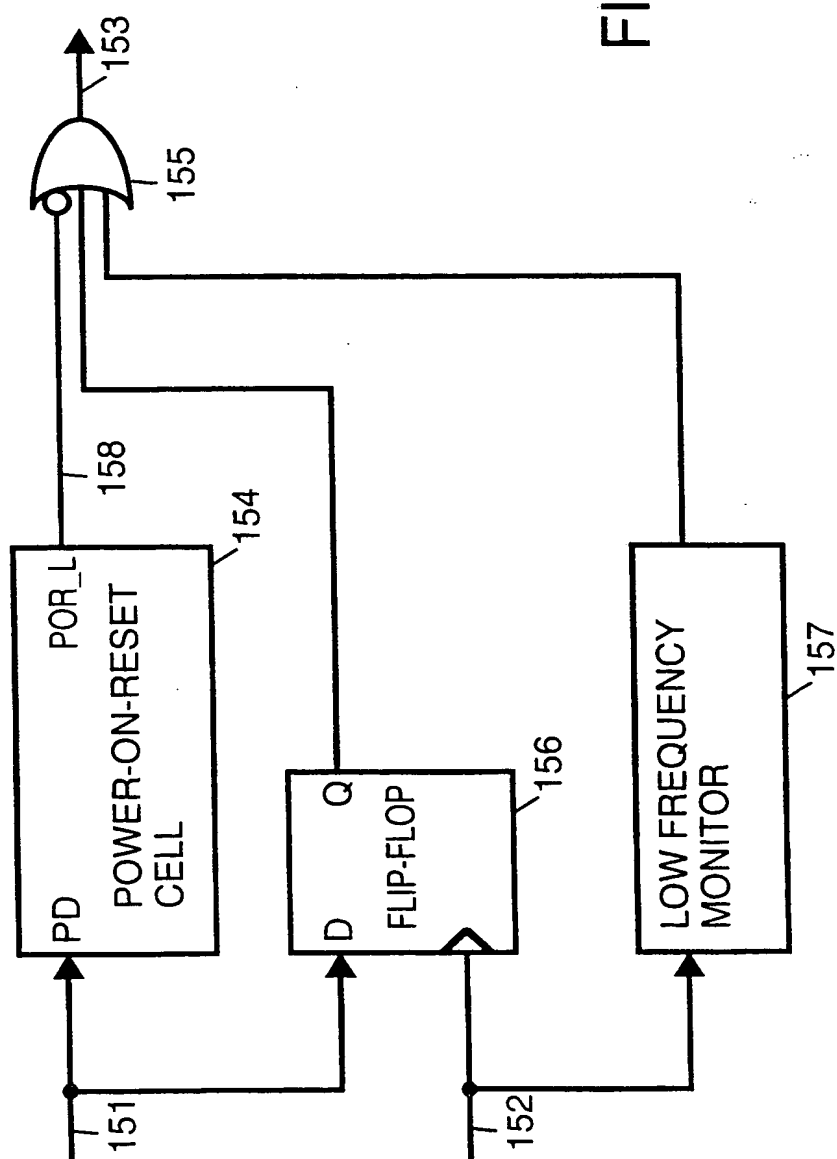 153
155
158
POR_L
PD
POWER-ON-RESET
CELL
154
D
Q
FLIP-FLOP
156
LOW FREQUENCY
MONITOR
157
151
152
FI